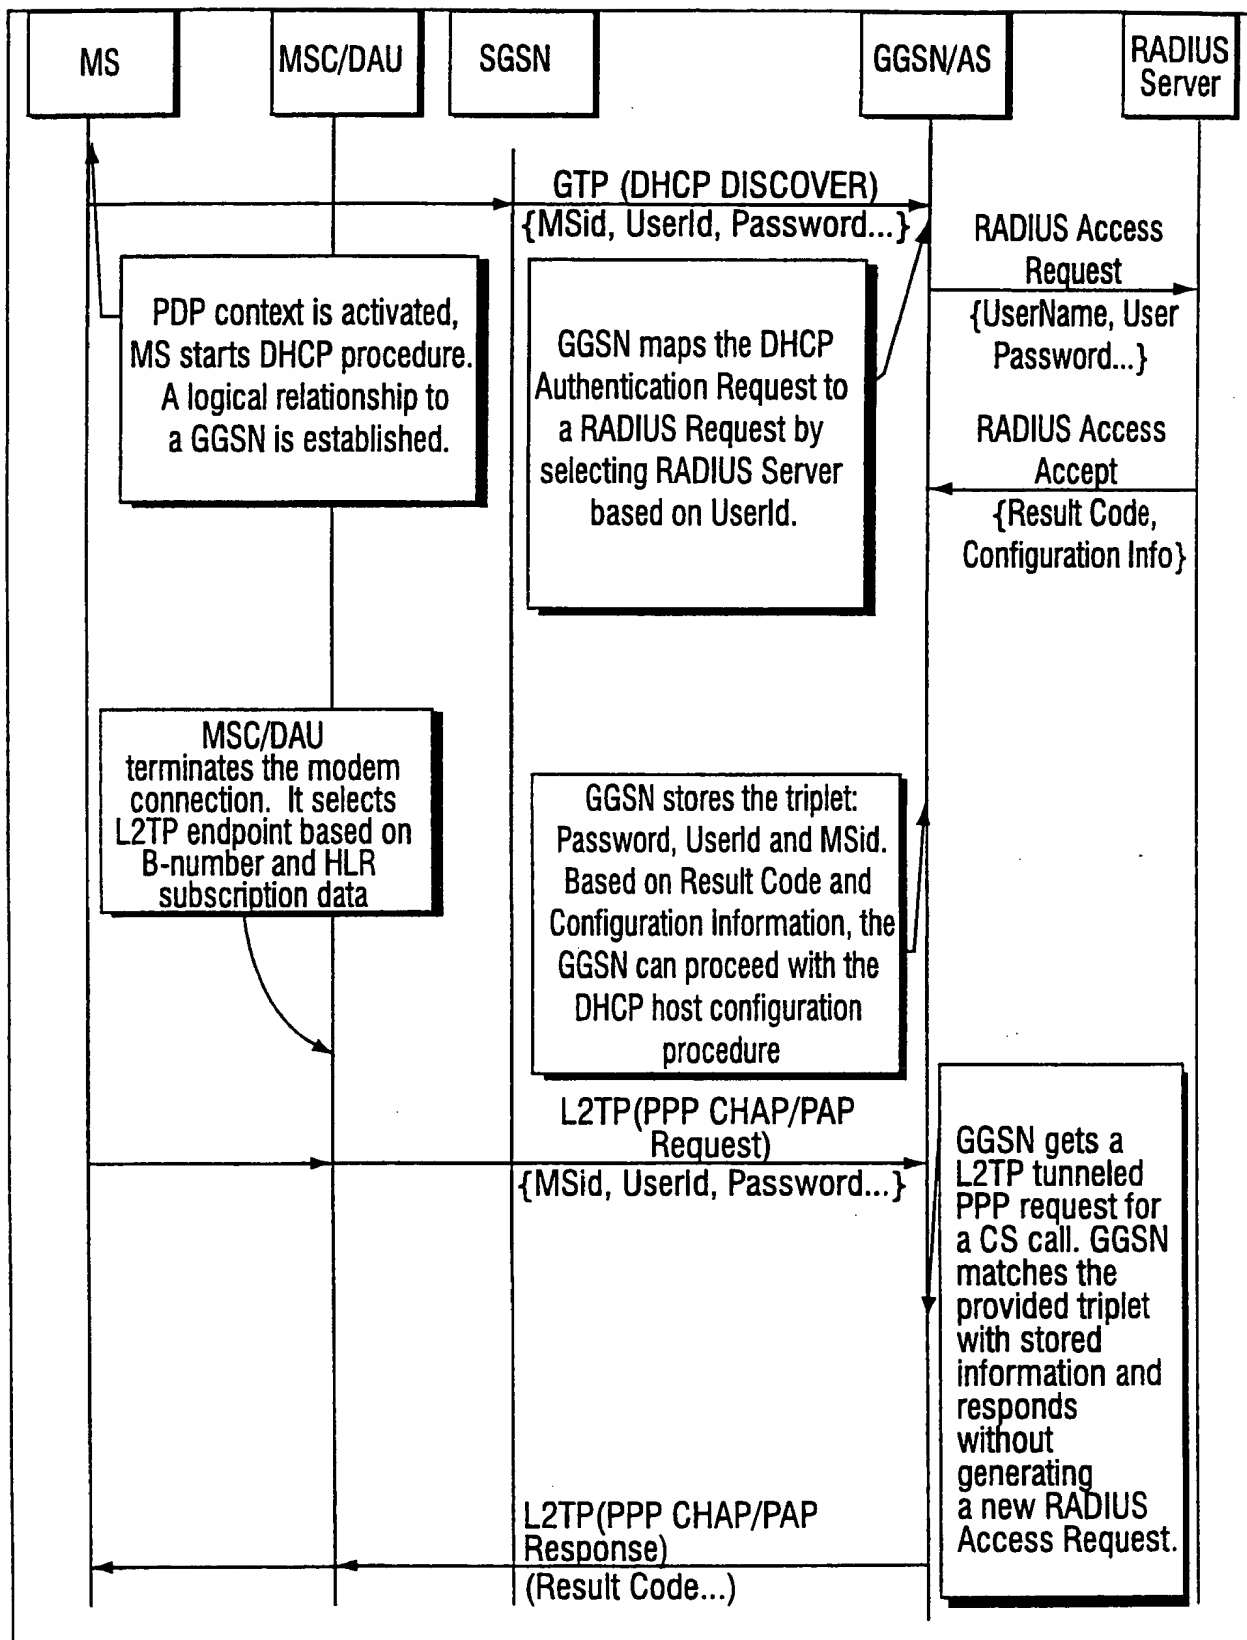 MS
MSC/DAU
SGSN
GGSN/AS
RADIUS
Server
GTP (DHCP DISCOVER)
{MSid, UserId, Password...}
RADIUS Access
Request
{UserName, User
Password...}
PDP context is activated,
MS starts DHCP procedure.
A logical relationship to
a GGSN is established.
GGSN maps the DHCP
Authentication Request to
a RADIUS Request by
selecting RADIUS Server
based on UserId.
RADIUS Access
Accept
{Result Code,
Configuration Info}
MSC/DAU
terminates the modem
connection. It selects
L2TP endpoint based on
B-number and HLR
subscription data
GGSN stores the triplet:
Password, UserId and MSid.
Based on Result Code and
Configuration Information, the
GGSN can proceed with the
DHCP host configuration
procedure
L2TP(PPP CHAP/PAP
Request)
{MSid, UserId, Password...}
GGSN gets a
L2TP tunneled
PPP request for
a CS call. GGSN
matches the
provided triplet
with stored
information and
responds
without
generating
a new RADIUS
Access Request.
L2TP(PPP CHAP/PAP
Response)
(Result Code...)